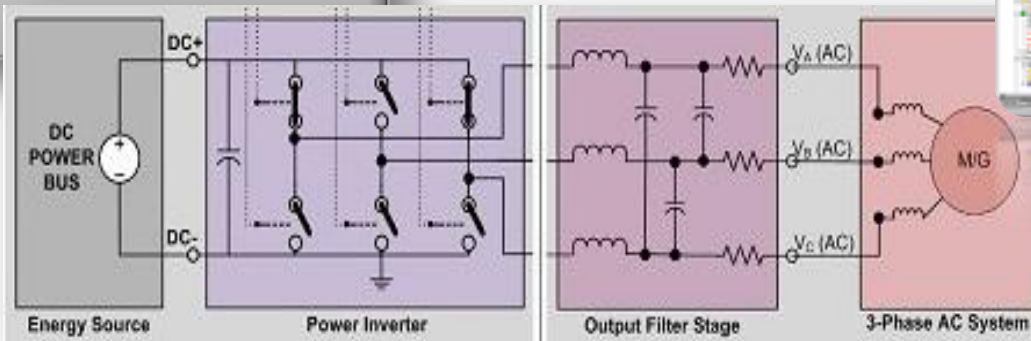 DC+
DC
POWER
BUS
+
-
DC-
Energy Source
Power Inverter
Output Filter Stage
VA (AC)
VB (AC)
VC (AC)
M/G
3-Phase AC System